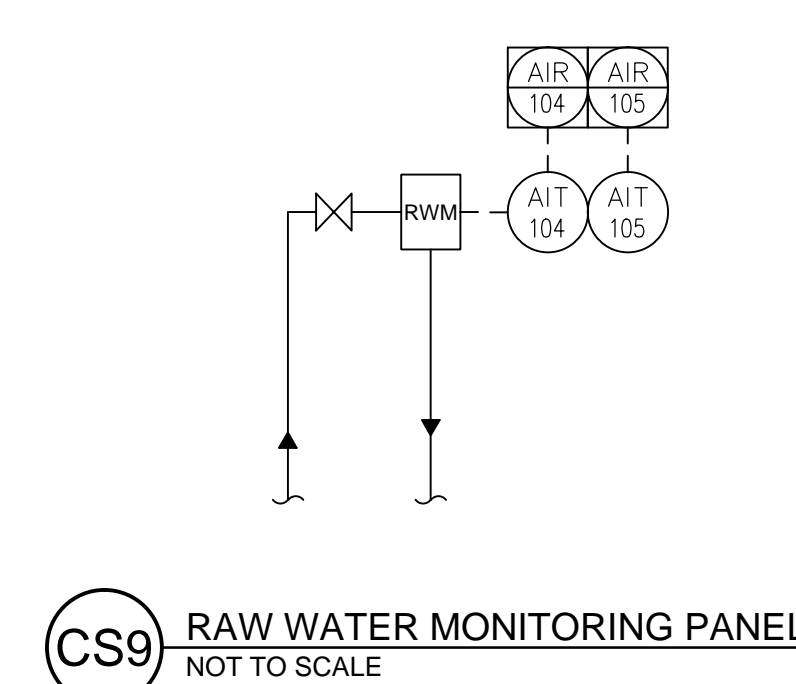 AIR AIR
104 105
RWM AIT AIT
104 105
CS9 RAW WATER MONITORING PANEL
NOT TO SCALE